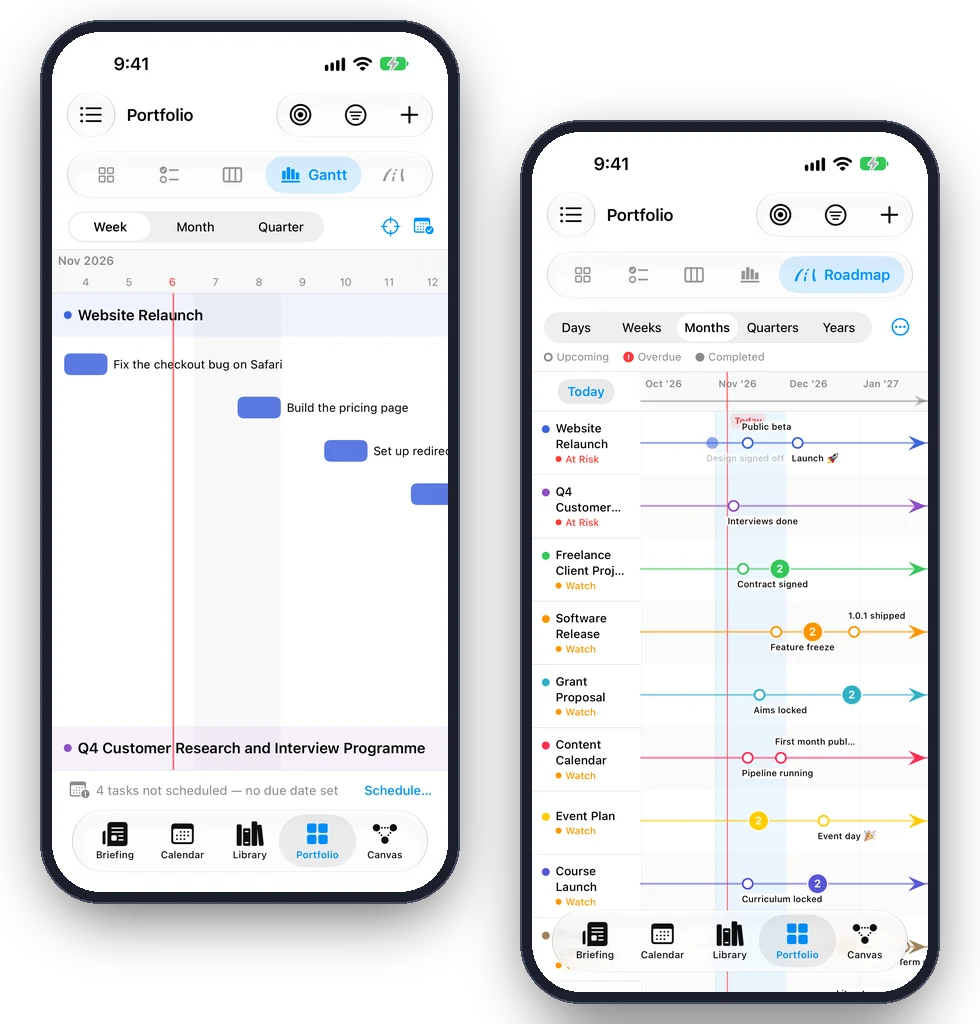 9:41
Portfolio
Gantt
Week
Month
Quarter
Nov 2026
4 5 6 7 8 9 10 11 12
Website Relaunch
Fix the checkout bug on Safari
Build the pricing page
Set up redirec
Q4 Customer Research and Interview Programme
4 tasks not scheduled — no due date set
Schedule...
Briefing
Calendar
Library
Portfolio
Canvas
9:41
Portfolio
Roadmap
Days
Weeks
Months
Quarters
Years
Upcoming
Overdue
Completed
Today
Oct '26
Nov '26
Dec '26
Jan '27
Today
Website
Relaunch
At Risk
Public beta
Design signed off
Launch 🚀
Q4
Customer...
At Risk
Interviews done
Freelance
Client Proj...
Watch
2
Contract signed
Software
Release
Watch
1.0.1 shipped
2
Feature freeze
Grant
Proposal
Watch
2
Aims locked
Content
Calendar
Watch
First month publ...
Pipeline running
Event Plan
Watch
2
Event day 🎉
Course
Launch
Watch
2
Curriculum locked
Briefing
Calendar
Library
Portfolio
Canvas